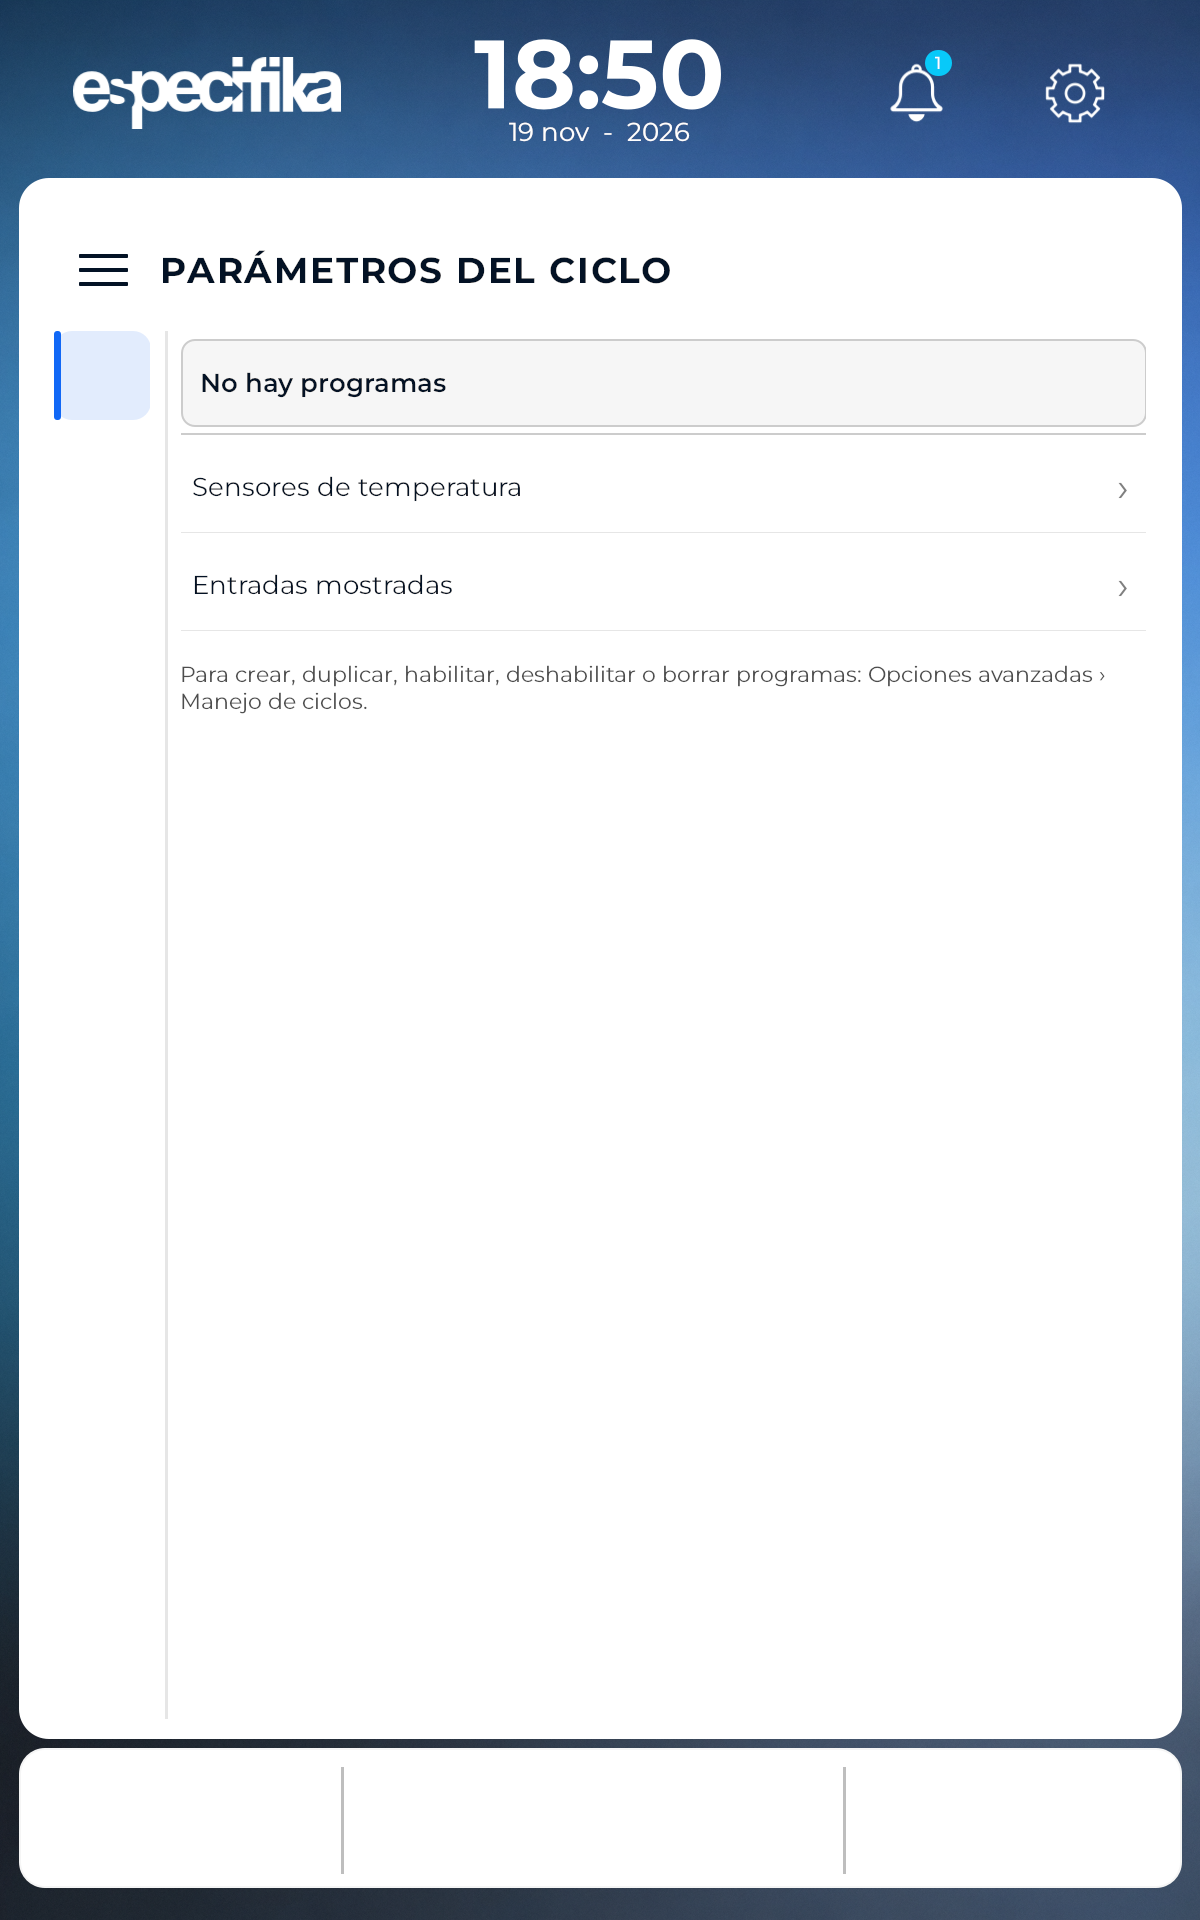 especifika
18:50
19 nov - 2026
1
PARÁMETROS DEL CICLO
No hay programas
Sensores de temperatura ›
Entradas mostradas ›
Para crear, duplicar, habilitar, deshabilitar o borrar programas: Opciones avanzadas ›
Manejo de ciclos.